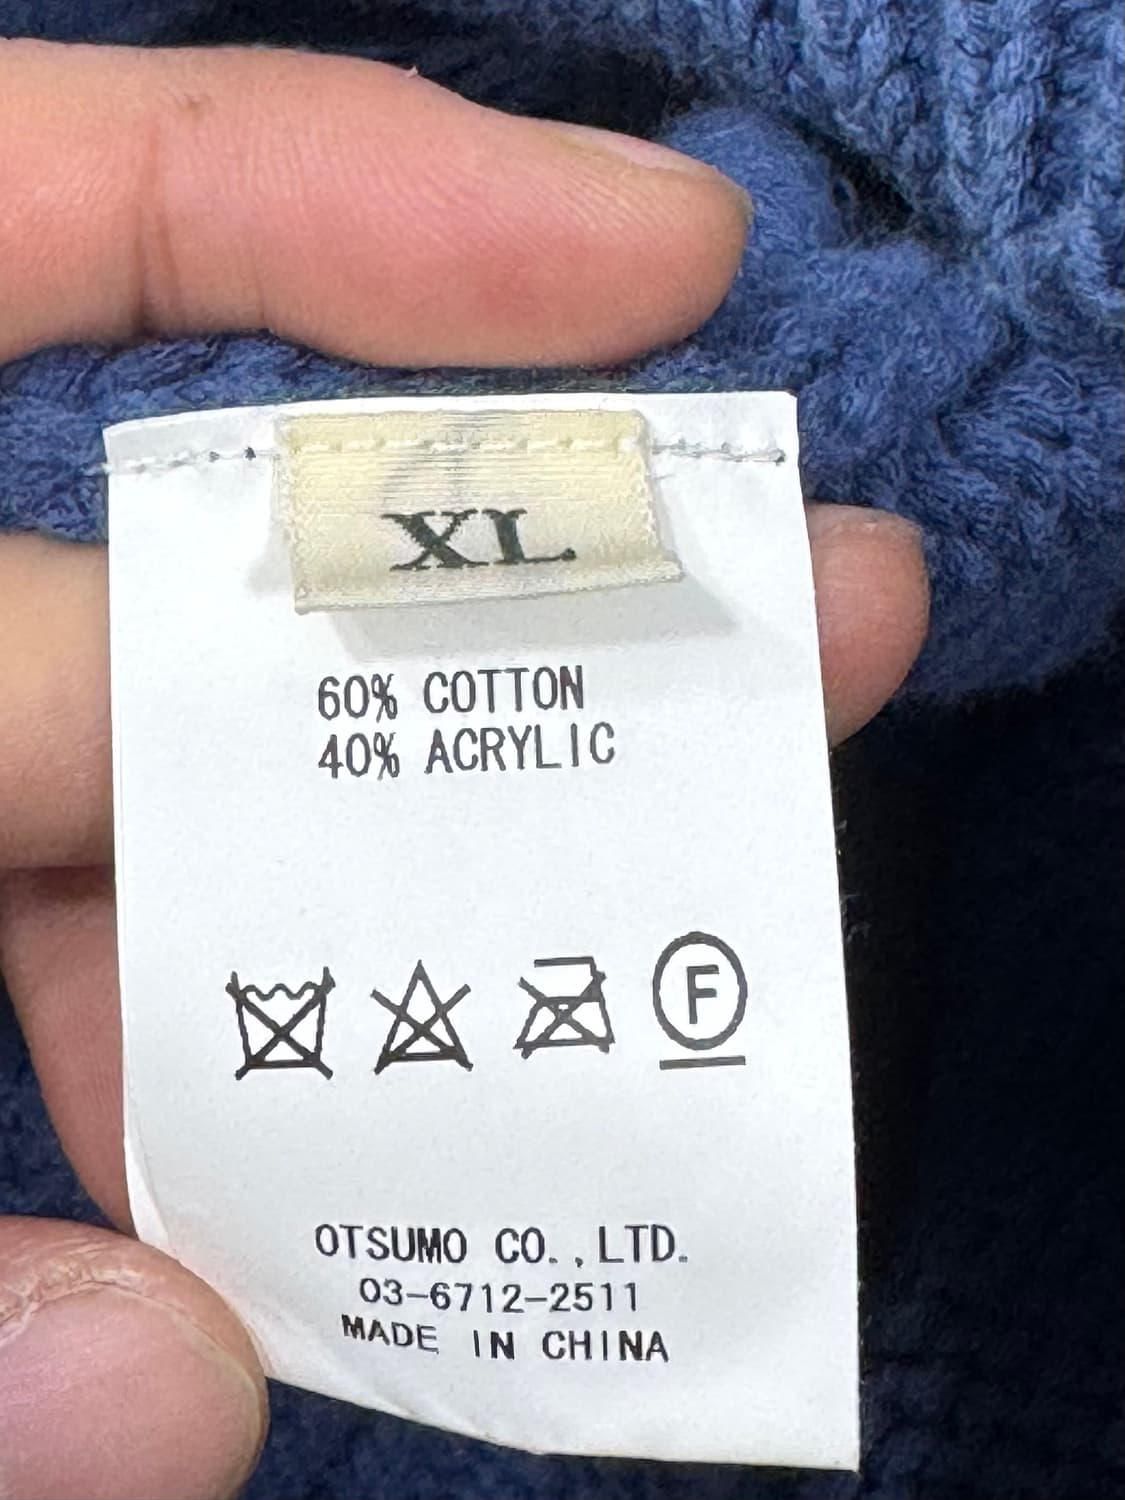 XL
60% COTTON
40% ACRYLIC
F
OTSUMO CO.,LTD.
03-6712-2511
MADE IN CHINA